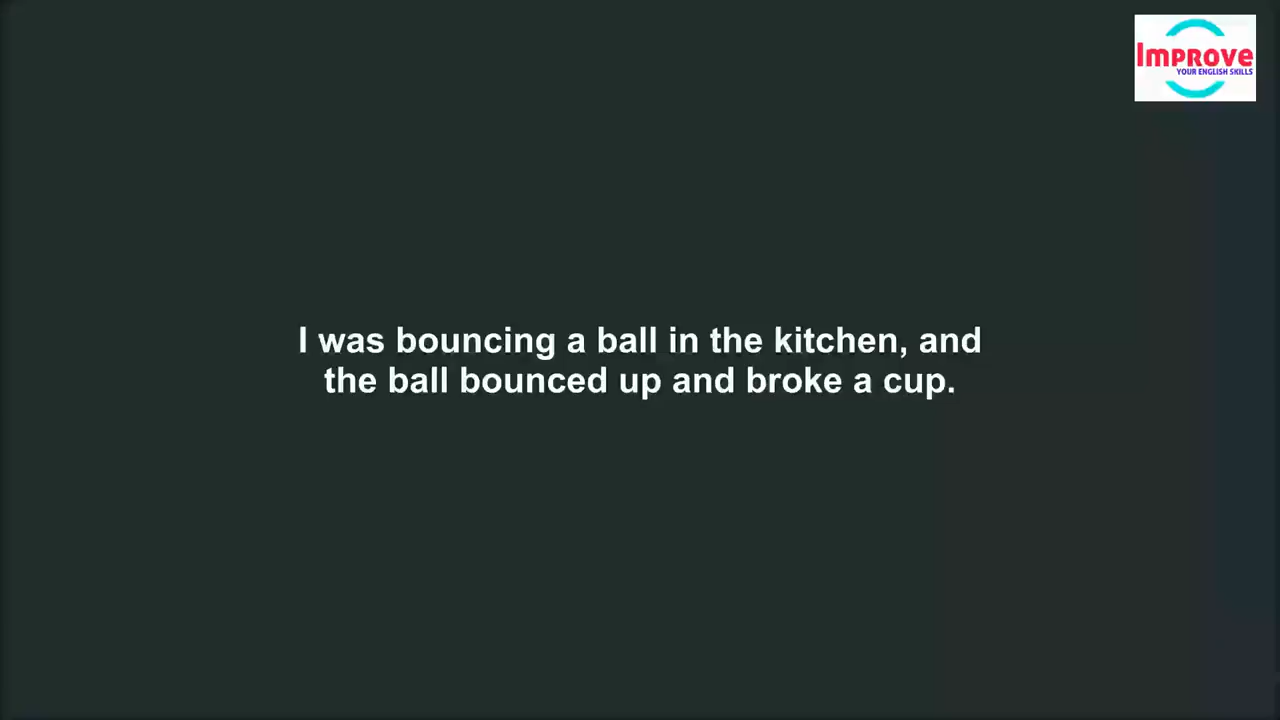 Improve
YOUR ENGLISH SKILLS
I was bouncing a ball in the kitchen, and
the ball bounced up and broke a cup.